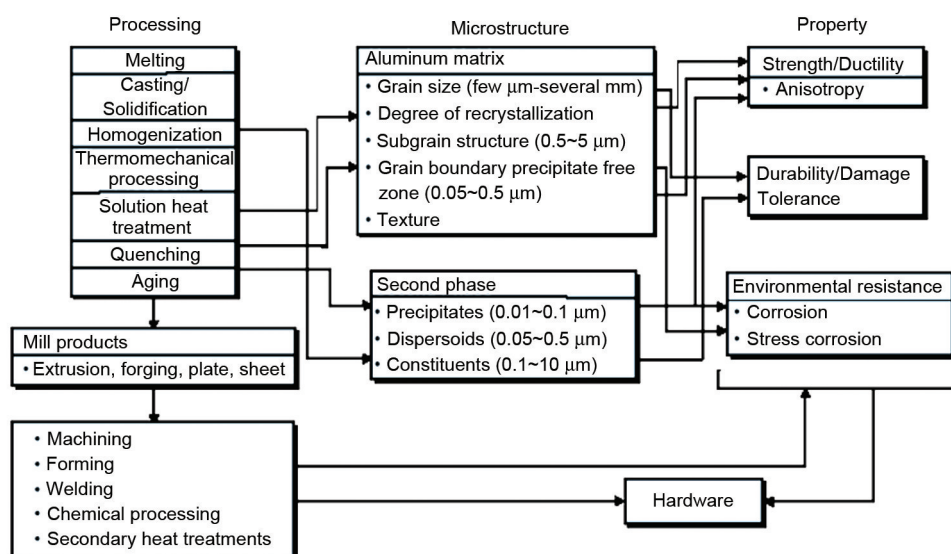 Processing
Melting
Casting/
Solidification
Homogenization
Thermomechanical
processing
Solution heat
treatment
Quenching
Aging
Mill products
• Extrusion, forging, plate, sheet
• Machining
• Forming
• Welding
• Chemical processing
• Secondary heat treatments
Microstructure
Aluminum matrix
• Grain size (few μm-several mm)
• Degree of recrystallization
• Subgrain structure (0.5~5 μm)
• Grain boundary precipitate free
zone (0.05~0.5 μm)
• Texture
Second phase
• Precipitates (0.01~0.1 μm)
• Dispersoids (0.05~0.5 μm)
• Constituents (0.1~10 μm)
Property
Strength/Ductility
• Anisotropy
Durability/Damage
Tolerance
Environmental resistance
• Corrosion
• Stress corrosion
Hardware